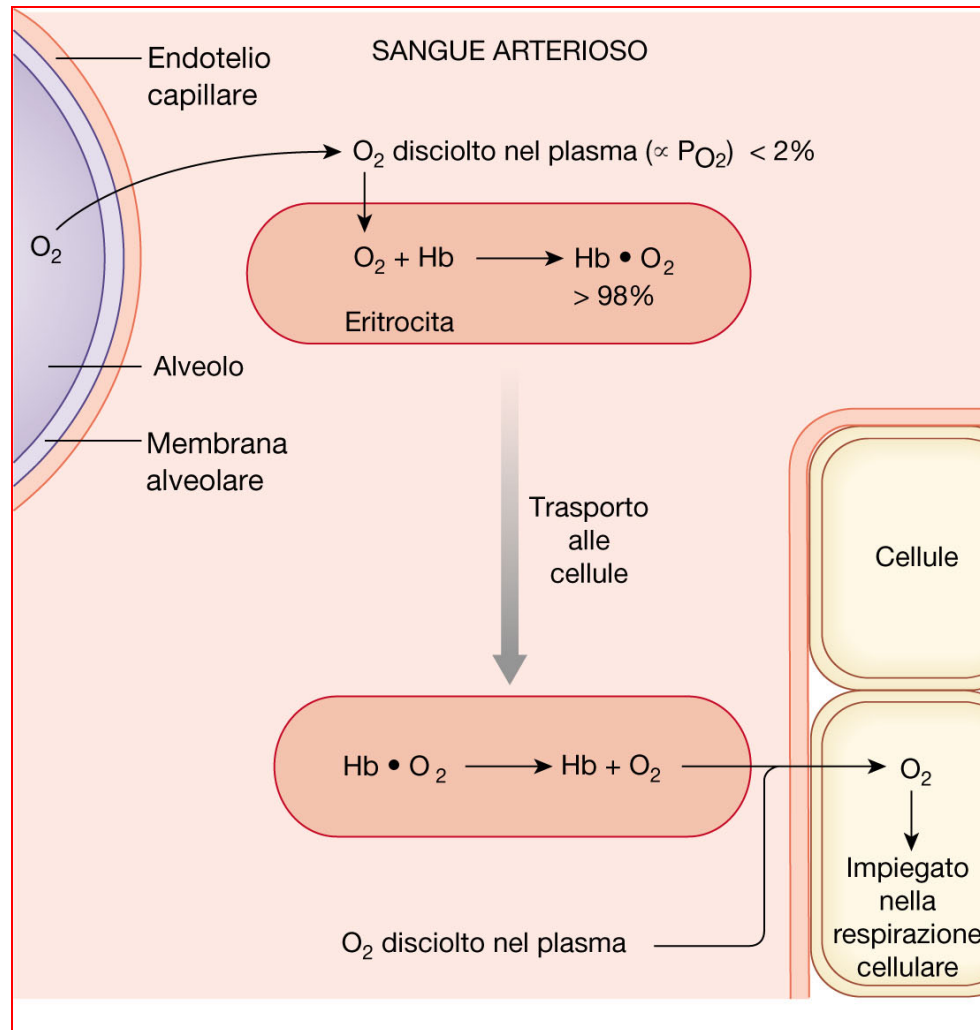 SANGUE ARTERIOSO
Endotelio
capillare
O₂ disciolto nel plasma (∝ P_O₂) < 2%
O₂
O₂ + Hb → Hb • O₂
> 98%
Eritrocita
Alveolo
Membrana
alveolare
Trasporto
alle
cellule
Cellule
Hb • O₂ → Hb + O₂
O₂
Impiegato
nella
respirazione
cellulare
O₂ disciolto nel plasma